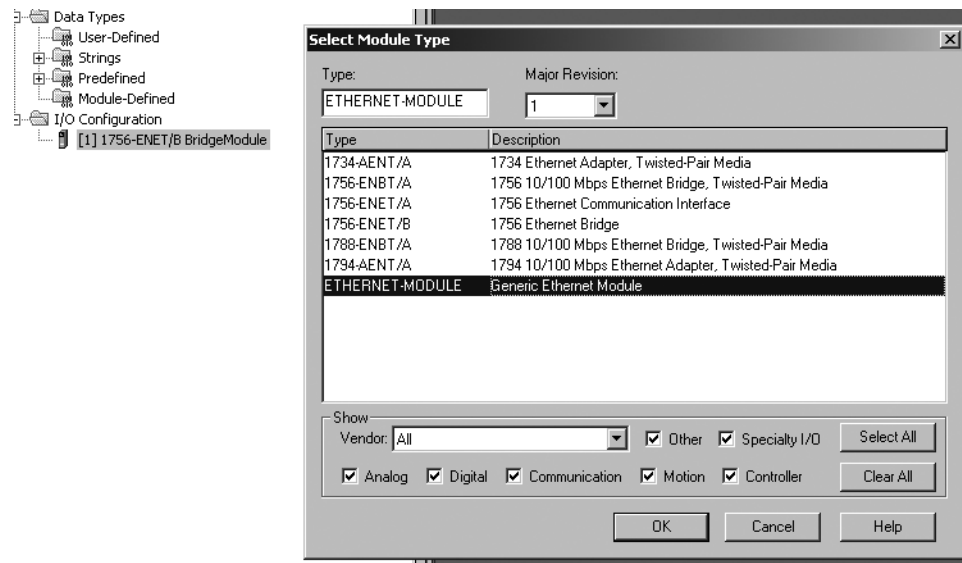 Data Types
User-Defined
Strings
Predefined
Module-Defined
I/O Configuration
[1] 1756-ENET/B BridgeModule
Select Module Type
Type: Major Revision:
ETHERNET-MODULE 1
Type Description
1734-AENT/A 1734 Ethernet Adapter, Twisted-Pair Media
1756-ENBT/A 1756 10/100 Mbps Ethernet Bridge, Twisted-Pair Media
1756-ENET/A 1756 Ethernet Communication Interface
1756-ENET/B 1756 Ethernet Bridge
1788-ENBT/A 1788 10/100 Mbps Ethernet Bridge, Twisted-Pair Media
1794-AENT/A 1794 10/100 Mbps Ethernet Adapter, Twisted-Pair Media
ETHERNET-MODULE Generic Ethernet Module
Show
Vendor: All Other Specialty I/O Select All
Analog Digital Communication Motion Controller Clear All
OK Cancel Help